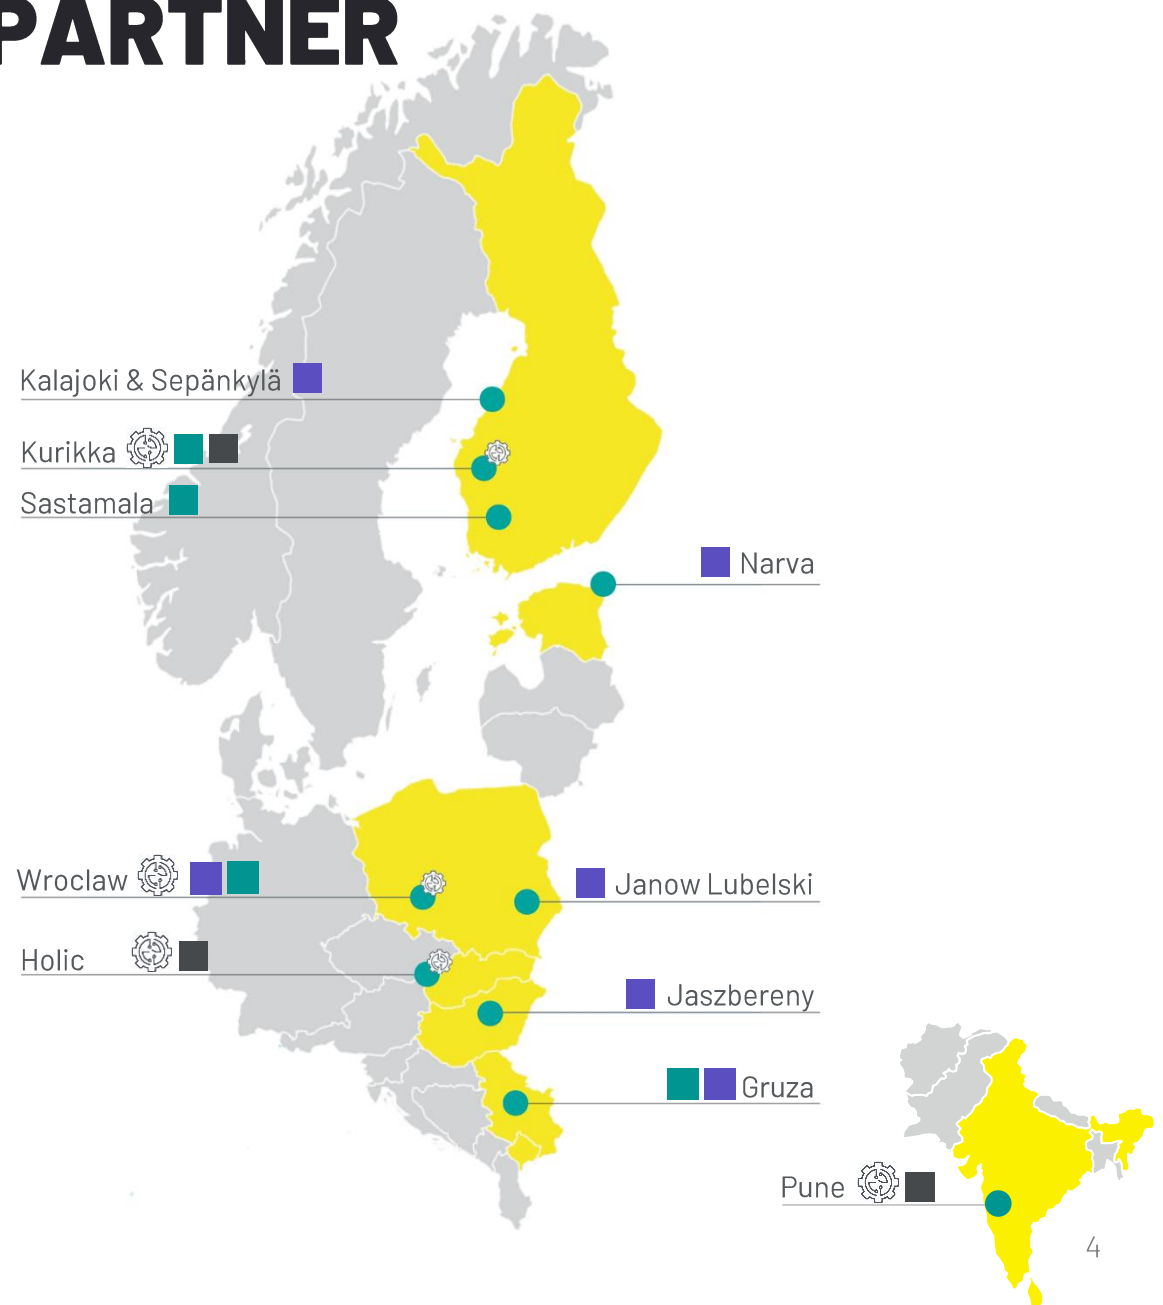 PARTNER
Kalajoki & Sepänkylä
Kurikka
Sastamala
Narva
Wroclaw
Janow Lubelski
Holic
Jaszbereny
Gruza
Pune
4